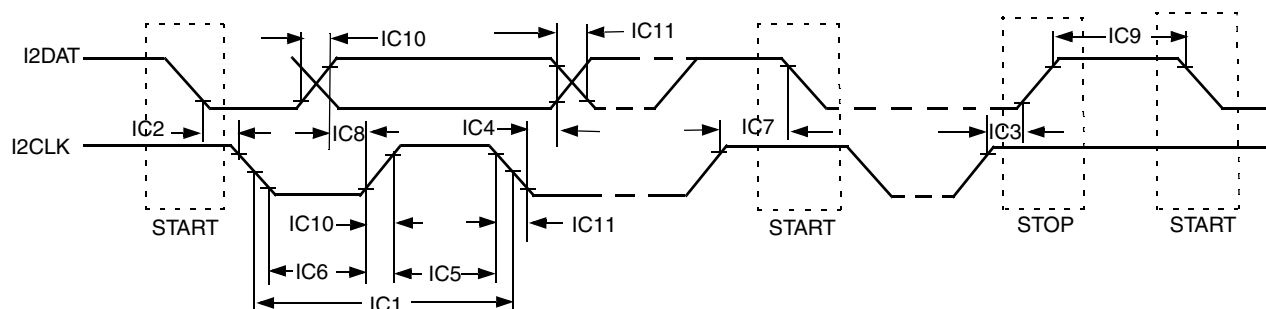 IC10
IC11
IC9
I2DAT
IC2
IC8
IC4
IC7
IC3
I2CLK
START
IC10
IC11
START
STOP
START
IC6
IC5
IC1